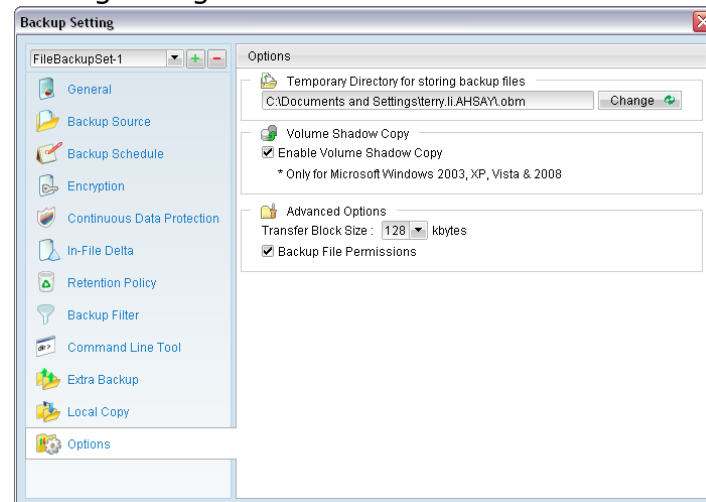 Backup Setting
FileBackupSet-1
General
Backup Source
Backup Schedule
Encryption
Continuous Data Protection
In-File Delta
Retention Policy
Backup Filter
Command Line Tool
Extra Backup
Local Copy
Options
Options
Temporary Directory for storing backup files
C:\Documents and Settings\terry.li.AHSAY\.obm
Change
Volume Shadow Copy
Enable Volume Shadow Copy
* Only for Microsoft Windows 2003, XP, Vista & 2008
Advanced Options
Transfer Block Size : 128 kbytes
Backup File Permissions